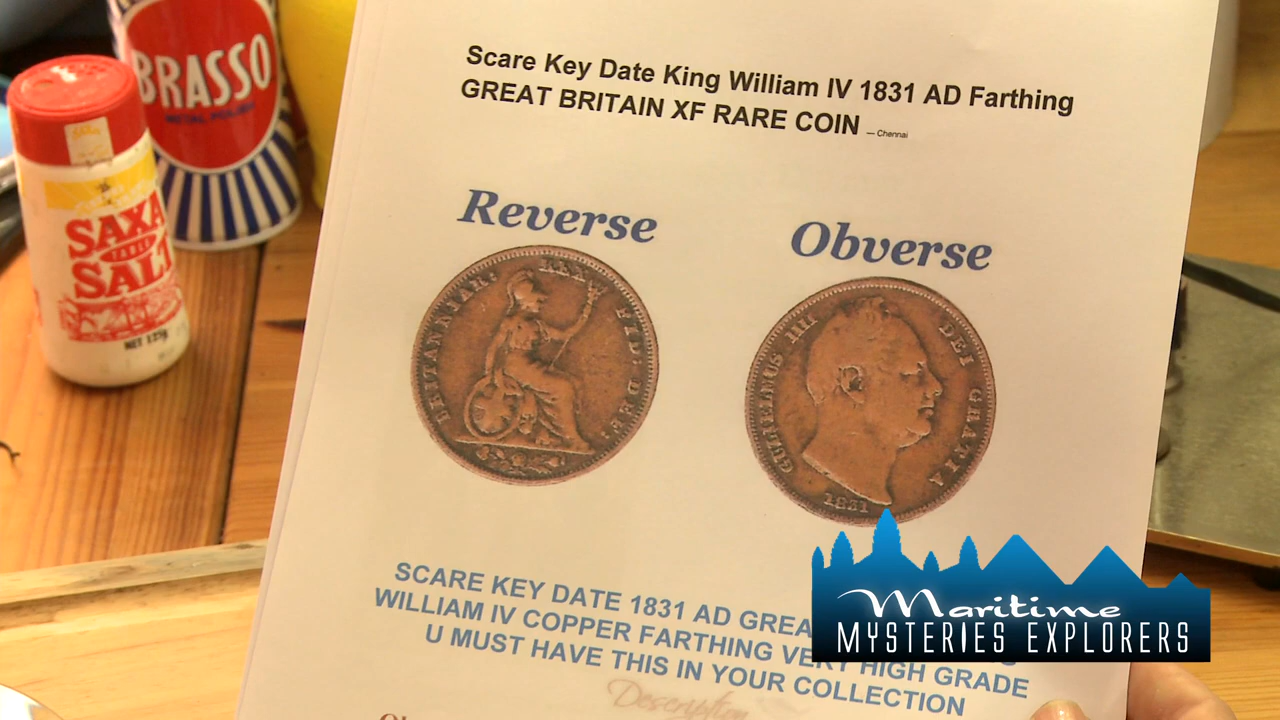 BRASSO
METAL POLISH
SAXA
TABLE
SALT
NET 125g
Scare Key Date King William IV 1831 AD Farthing
GREAT BRITAIN XF RARE COIN — Chennai
Reverse
Obverse
BRITANNIAR: REX FID: DEF:
GULIELMUS IIII DEI GRATIA
1831
SCARE KEY DATE 1831 AD GREA
WILLIAM IV COPPER FARTHING VERY HIGH GRADE
U MUST HAVE THIS IN YOUR COLLECTION
Description
Maritime
MYSTERIES EXPLORERS